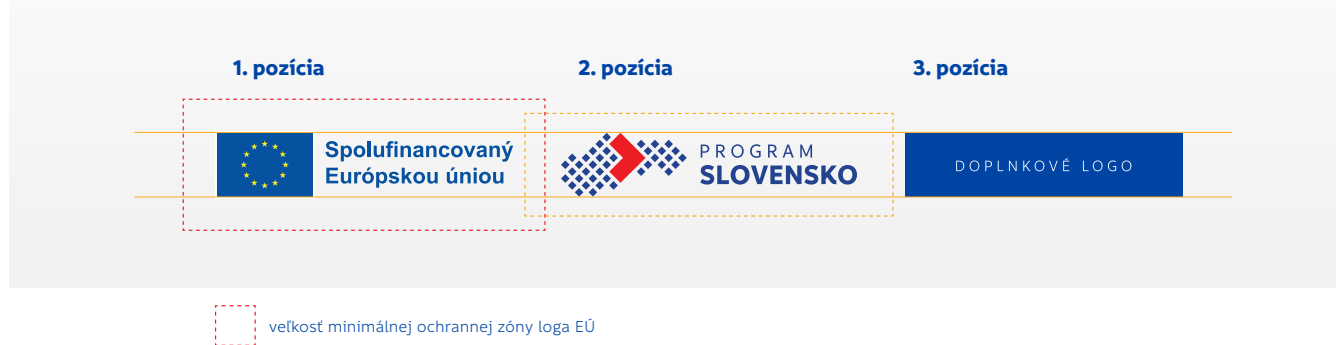 1. pozícia
2. pozícia
3. pozícia
Spolufinancovaný
Európskou úniou
PROGRAM
SLOVENSKO
DOPLNKOVÉ LOGO
veľkosť minimálnej ochrannej zóny loga EÚ